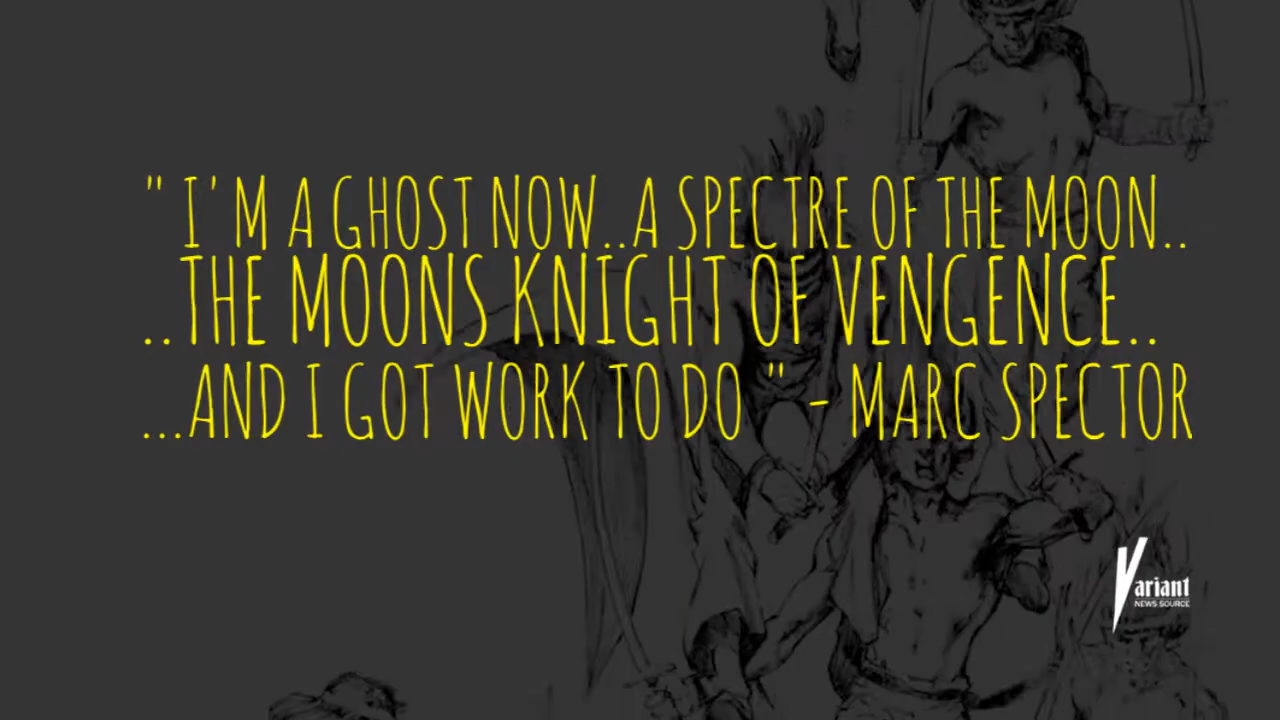 " I'M A GHOST NOW..A SPECTRE OF THE MOON..
..THE MOONS KNIGHT OF VENGENCE..
...AND I GOT WORK TO DO " - MARC SPECTOR
Variant
NEWS SOURCE